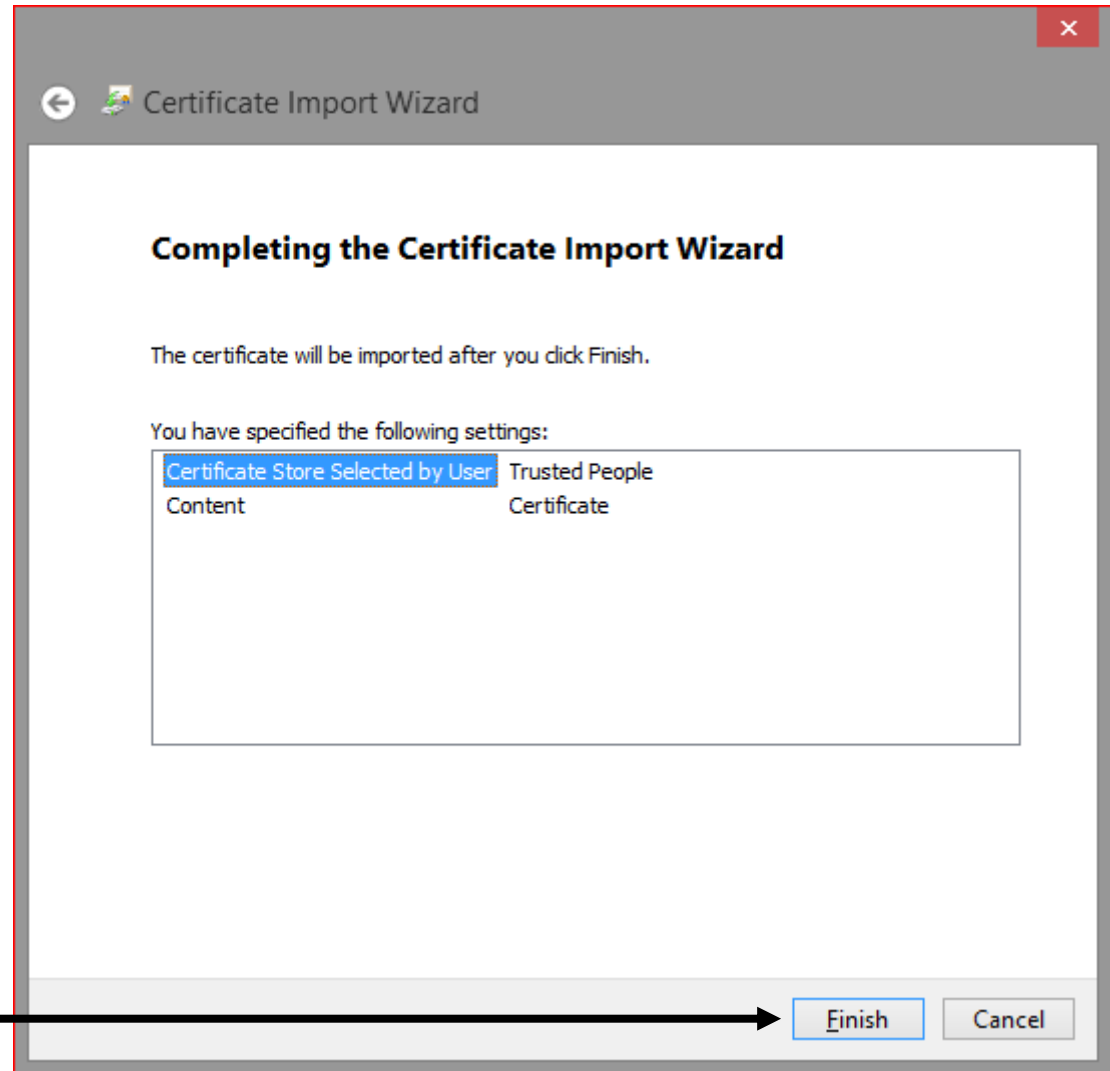 Certificate Import Wizard
Completing the Certificate Import Wizard
The certificate will be imported after you click Finish.
You have specified the following settings:
Certificate Store Selected by User Trusted People
Content Certificate
Finish Cancel